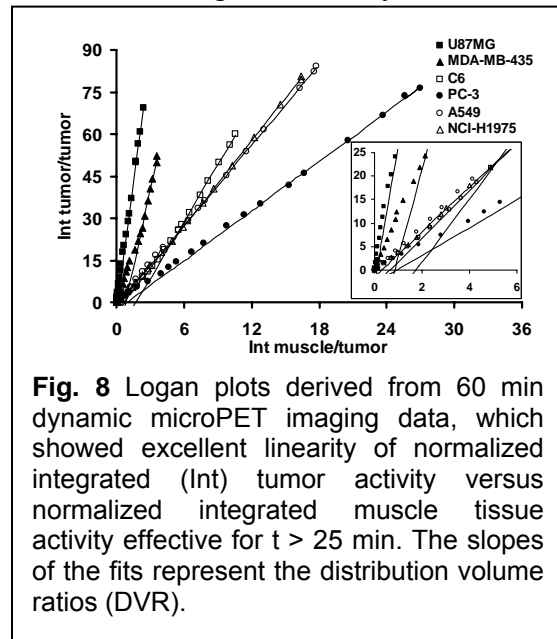 U87MG
MDA-MB-435
C6
PC-3
A549
NCI-H1975
Int tumor/tumor
90
75
60
45
30
15
0
0 6 12 18 24 30 36
Int muscle/tumor
25
20
15
10
5
0
0 2 4 6
Fig. 8 Logan plots derived from 60 min
dynamic microPET imaging data, which
showed excellent linearity of normalized
integrated (Int) tumor activity versus
normalized integrated muscle tissue
activity effective for t > 25 min. The slopes
of the fits represent the distribution volume
ratios (DVR).